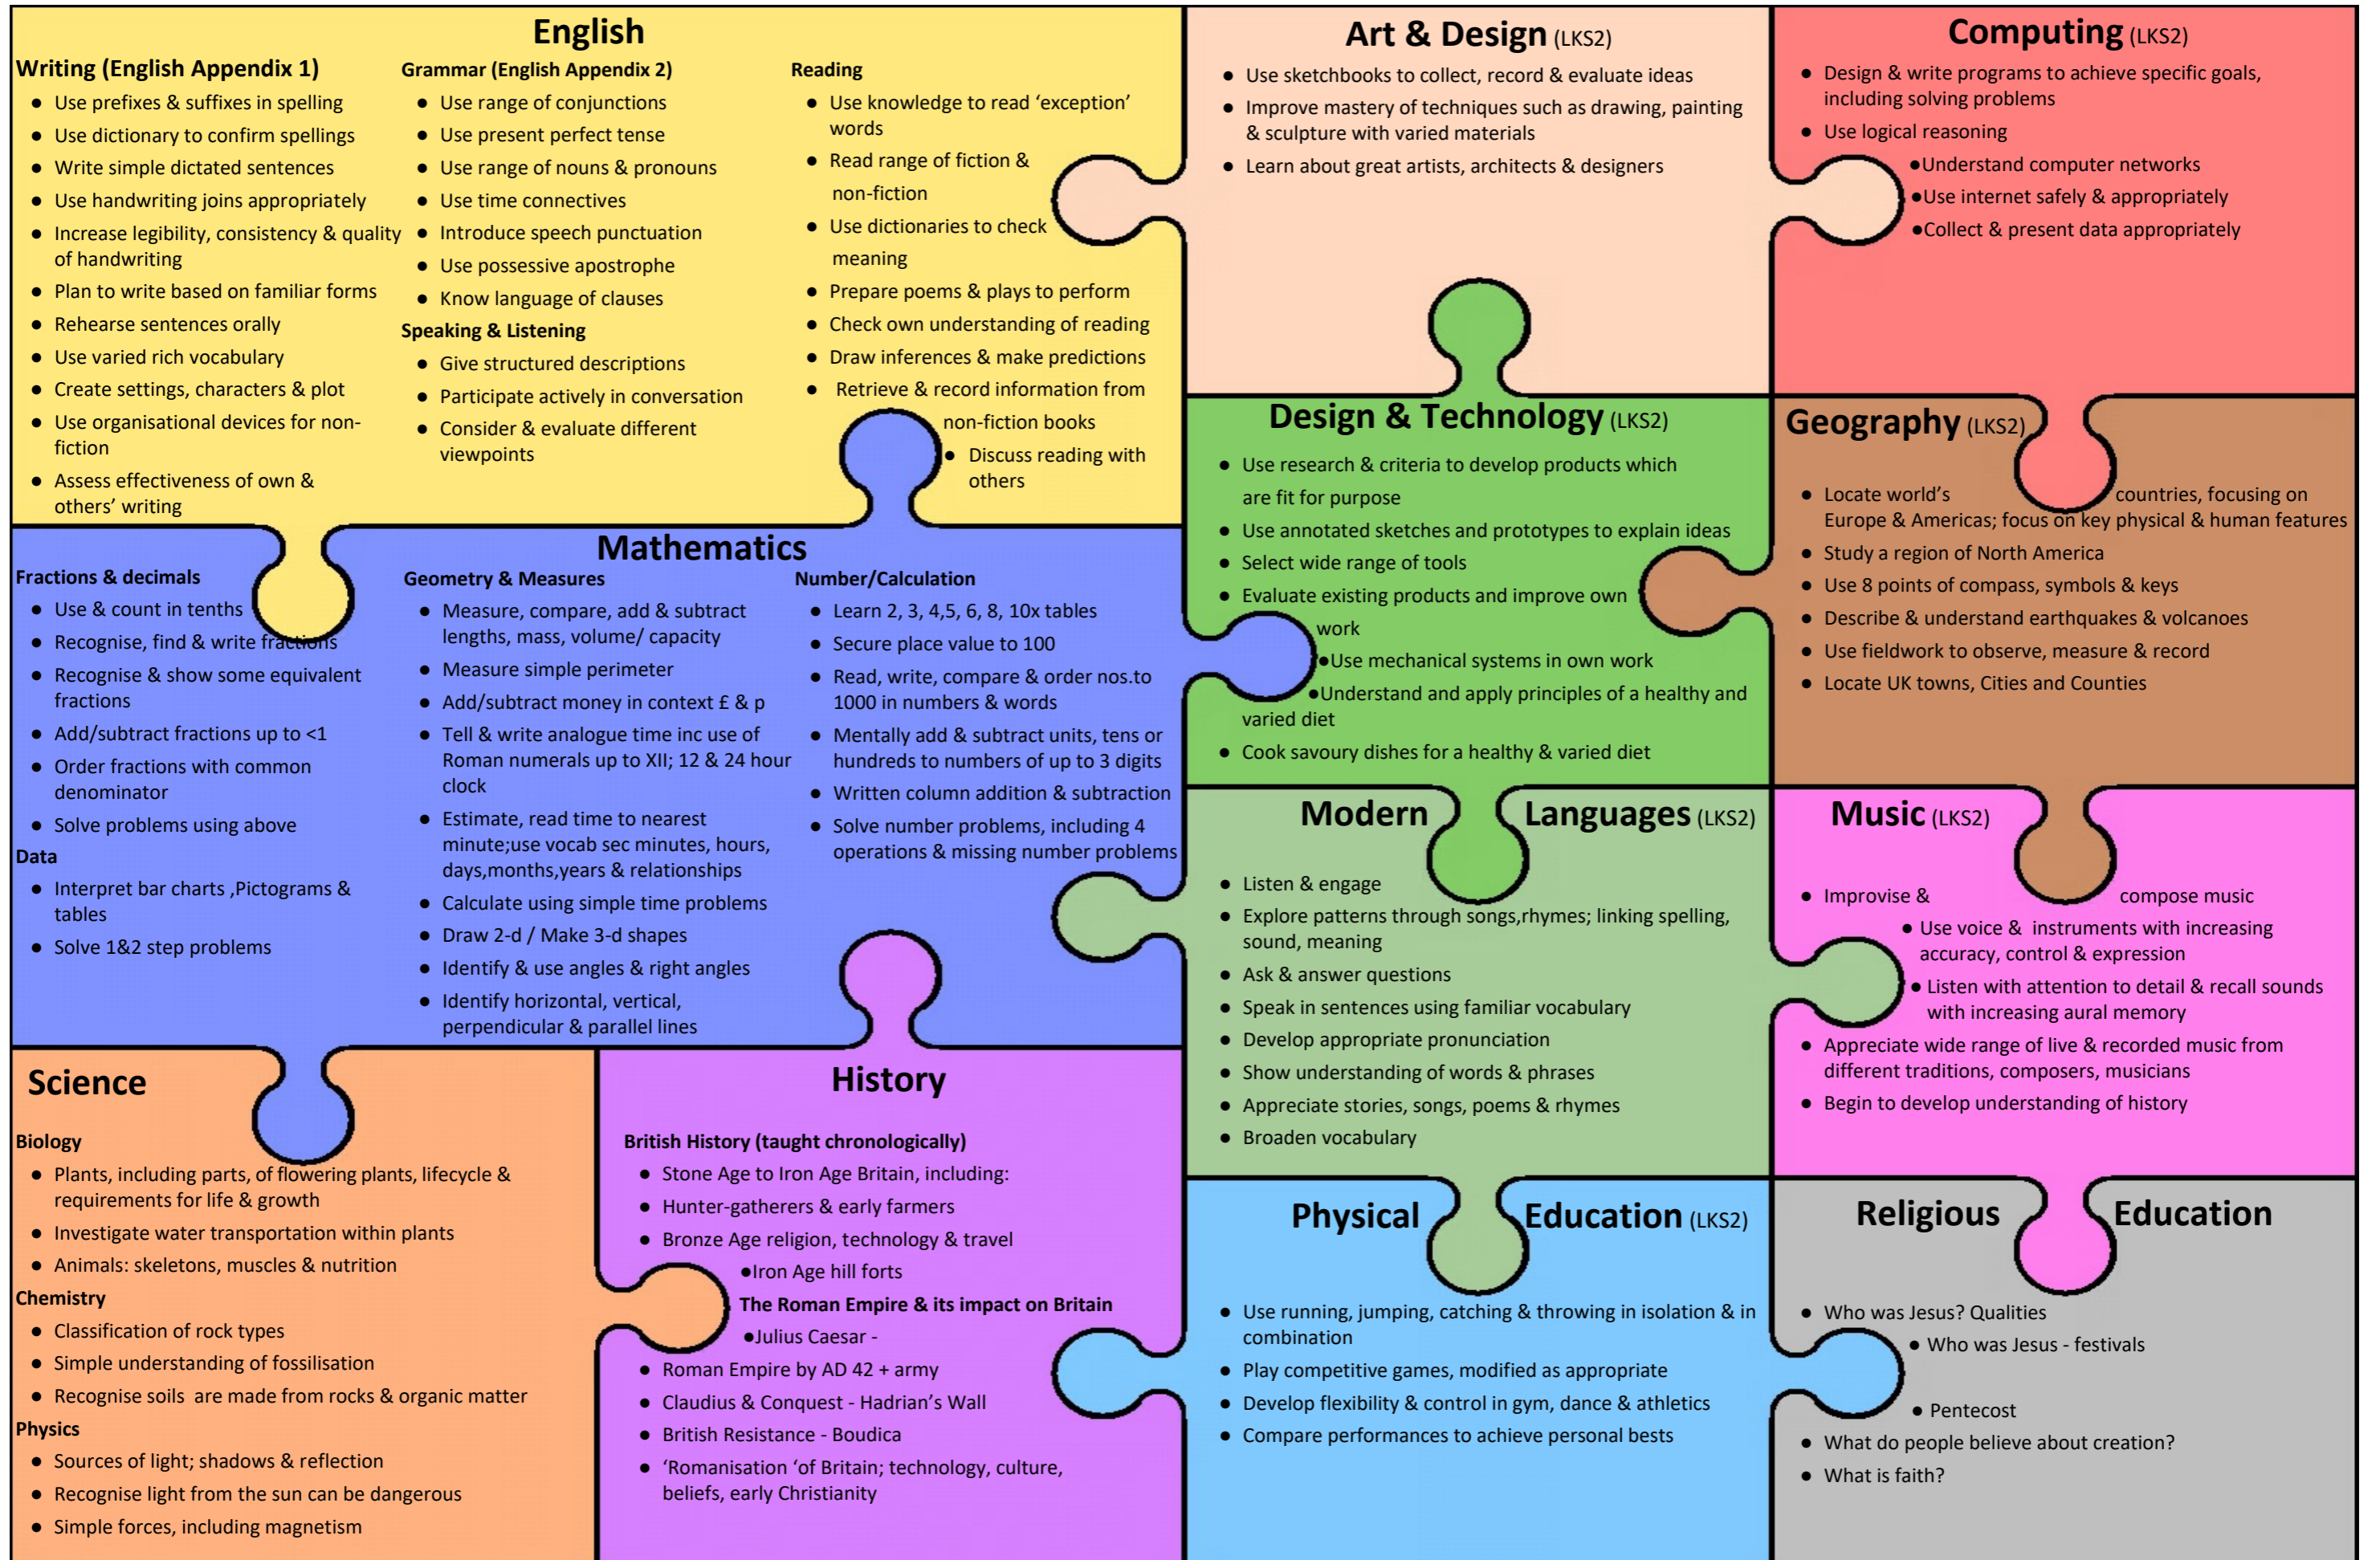 English
Writing (English Appendix 1)
● Use prefixes & suffixes in spelling
● Use dictionary to confirm spellings
● Write simple dictated sentences
● Use handwriting joins appropriately
● Increase legibility, consistency & quality
of handwriting
● Plan to write based on familiar forms
● Rehearse sentences orally
● Use varied rich vocabulary
● Create settings, characters & plot
● Use organisational devices for non-
fiction
● Assess effectiveness of own &
others’ writing
Grammar (English Appendix 2)
● Use range of conjunctions
● Use present perfect tense
● Use range of nouns & pronouns
● Use time connectives
● Introduce speech punctuation
● Use possessive apostrophe
● Know language of clauses
Speaking & Listening
● Give structured descriptions
● Participate actively in conversation
● Consider & evaluate different
viewpoints
Reading
● Use knowledge to read ‘exception’
words
● Read range of fiction &
non-fiction
● Use dictionaries to check
meaning
● Prepare poems & plays to perform
● Check own understanding of reading
● Draw inferences & make predictions
● Retrieve & record information from
non-fiction books
● Discuss reading with
others
Art & Design (LKS2)
● Use sketchbooks to collect, record & evaluate ideas
● Improve mastery of techniques such as drawing, painting
& sculpture with varied materials
● Learn about great artists, architects & designers
Computing (LKS2)
● Design & write programs to achieve specific goals,
including solving problems
● Use logical reasoning
●Understand computer networks
●Use internet safely & appropriately
●Collect & present data appropriately
Mathematics
Fractions & decimals
● Use & count in tenths
● Recognise, find & write fractions
● Recognise & show some equivalent
fractions
● Add/subtract fractions up to <1
● Order fractions with common
denominator
● Solve problems using above
Data
● Interpret bar charts ,Pictograms &
tables
● Solve 1&2 step problems
Geometry & Measures
● Measure, compare, add & subtract
lengths, mass, volume/ capacity
● Measure simple perimeter
● Add/subtract money in context £ & p
● Tell & write analogue time inc use of
Roman numerals up to XII; 12 & 24 hour
clock
● Estimate, read time to nearest
minute;use vocab sec minutes, hours,
days,months,years & relationships
● Calculate using simple time problems
● Draw 2-d / Make 3-d shapes
● Identify & use angles & right angles
● Identify horizontal, vertical,
perpendicular & parallel lines
Number/Calculation
● Learn 2, 3, 4,5, 6, 8, 10x tables
● Secure place value to 100
● Read, write, compare & order nos.to
1000 in numbers & words
● Mentally add & subtract units, tens or
hundreds to numbers of up to 3 digits
● Written column addition & subtraction
● Solve number problems, including 4
operations & missing number problems
Design & Technology (LKS2)
● Use research & criteria to develop products which
are fit for purpose
● Use annotated sketches and prototypes to explain ideas
● Select wide range of tools
● Evaluate existing products and improve own
work
●Use mechanical systems in own work
●Understand and apply principles of a healthy and
varied diet
● Cook savoury dishes for a healthy & varied diet
Geography (LKS2)
● Locate world’s countries, focusing on
Europe & Americas; focus on key physical & human features
● Study a region of North America
● Use 8 points of compass, symbols & keys
● Describe & understand earthquakes & volcanoes
● Use fieldwork to observe, measure & record
● Locate UK towns, Cities and Counties
Modern Languages (LKS2)
● Listen & engage
● Explore patterns through songs,rhymes; linking spelling,
sound, meaning
● Ask & answer questions
● Speak in sentences using familiar vocabulary
● Develop appropriate pronunciation
● Show understanding of words & phrases
● Appreciate stories, songs, poems & rhymes
● Broaden vocabulary
Music (LKS2)
● Improvise & compose music
● Use voice & instruments with increasing
accuracy, control & expression
● Listen with attention to detail & recall sounds
with increasing aural memory
● Appreciate wide range of live & recorded music from
different traditions, composers, musicians
● Begin to develop understanding of history
Science
Biology
● Plants, including parts, of flowering plants, lifecycle &
requirements for life & growth
● Investigate water transportation within plants
● Animals: skeletons, muscles & nutrition
Chemistry
● Classification of rock types
● Simple understanding of fossilisation
● Recognise soils are made from rocks & organic matter
Physics
● Sources of light; shadows & reflection
● Recognise light from the sun can be dangerous
● Simple forces, including magnetism
History
British History (taught chronologically)
● Stone Age to Iron Age Britain, including:
● Hunter-gatherers & early farmers
● Bronze Age religion, technology & travel
●Iron Age hill forts
The Roman Empire & its impact on Britain
●Julius Caesar -
● Roman Empire by AD 42 + army
● Claudius & Conquest - Hadrian’s Wall
● British Resistance - Boudica
● ‘Romanisation ‘of Britain; technology, culture,
beliefs, early Christianity
Physical Education (LKS2)
● Use running, jumping, catching & throwing in isolation & in
combination
● Play competitive games, modified as appropriate
● Develop flexibility & control in gym, dance & athletics
● Compare performances to achieve personal bests
Religious Education
● Who was Jesus? Qualities
● Who was Jesus - festivals
● Pentecost
● What do people believe about creation?
● What is faith?